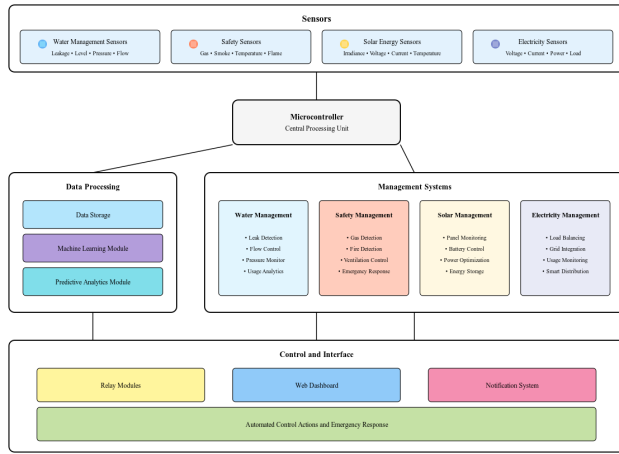 Sensors
Water Management Sensors
Leakage • Level • Pressure • Flow
Safety Sensors
Gas • Smoke • Temperature • Flame
Solar Energy Sensors
Irradiance • Voltage • Current • Temperature
Electricity Sensors
Voltage • Current • Power • Load
Microcontroller
Central Processing Unit
Data Processing
Data Storage
Machine Learning Module
Predictive Analytics Module
Management Systems
Water Management
• Leak Detection
• Flow Control
• Pressure Monitor
• Usage Analytics
Safety Management
• Gas Detection
• Fire Detection
• Ventilation Control
• Emergency Response
Solar Management
• Panel Monitoring
• Battery Control
• Power Optimization
• Energy Storage
Electricity Management
• Load Balancing
• Grid Integration
• Usage Monitoring
• Smart Distribution
Control and Interface
Relay Modules
Web Dashboard
Notification System
Automated Control Actions and Emergency Response